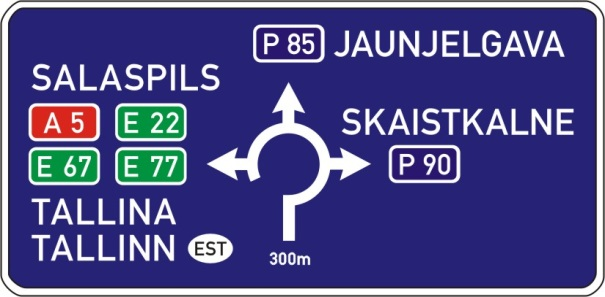 P 85 JAUNJELGAVA
SALASPILS
A 5 E 22
E 67 E 77
TALLINA
TALLINN EST
SKAISTKALNE
P 90
300m